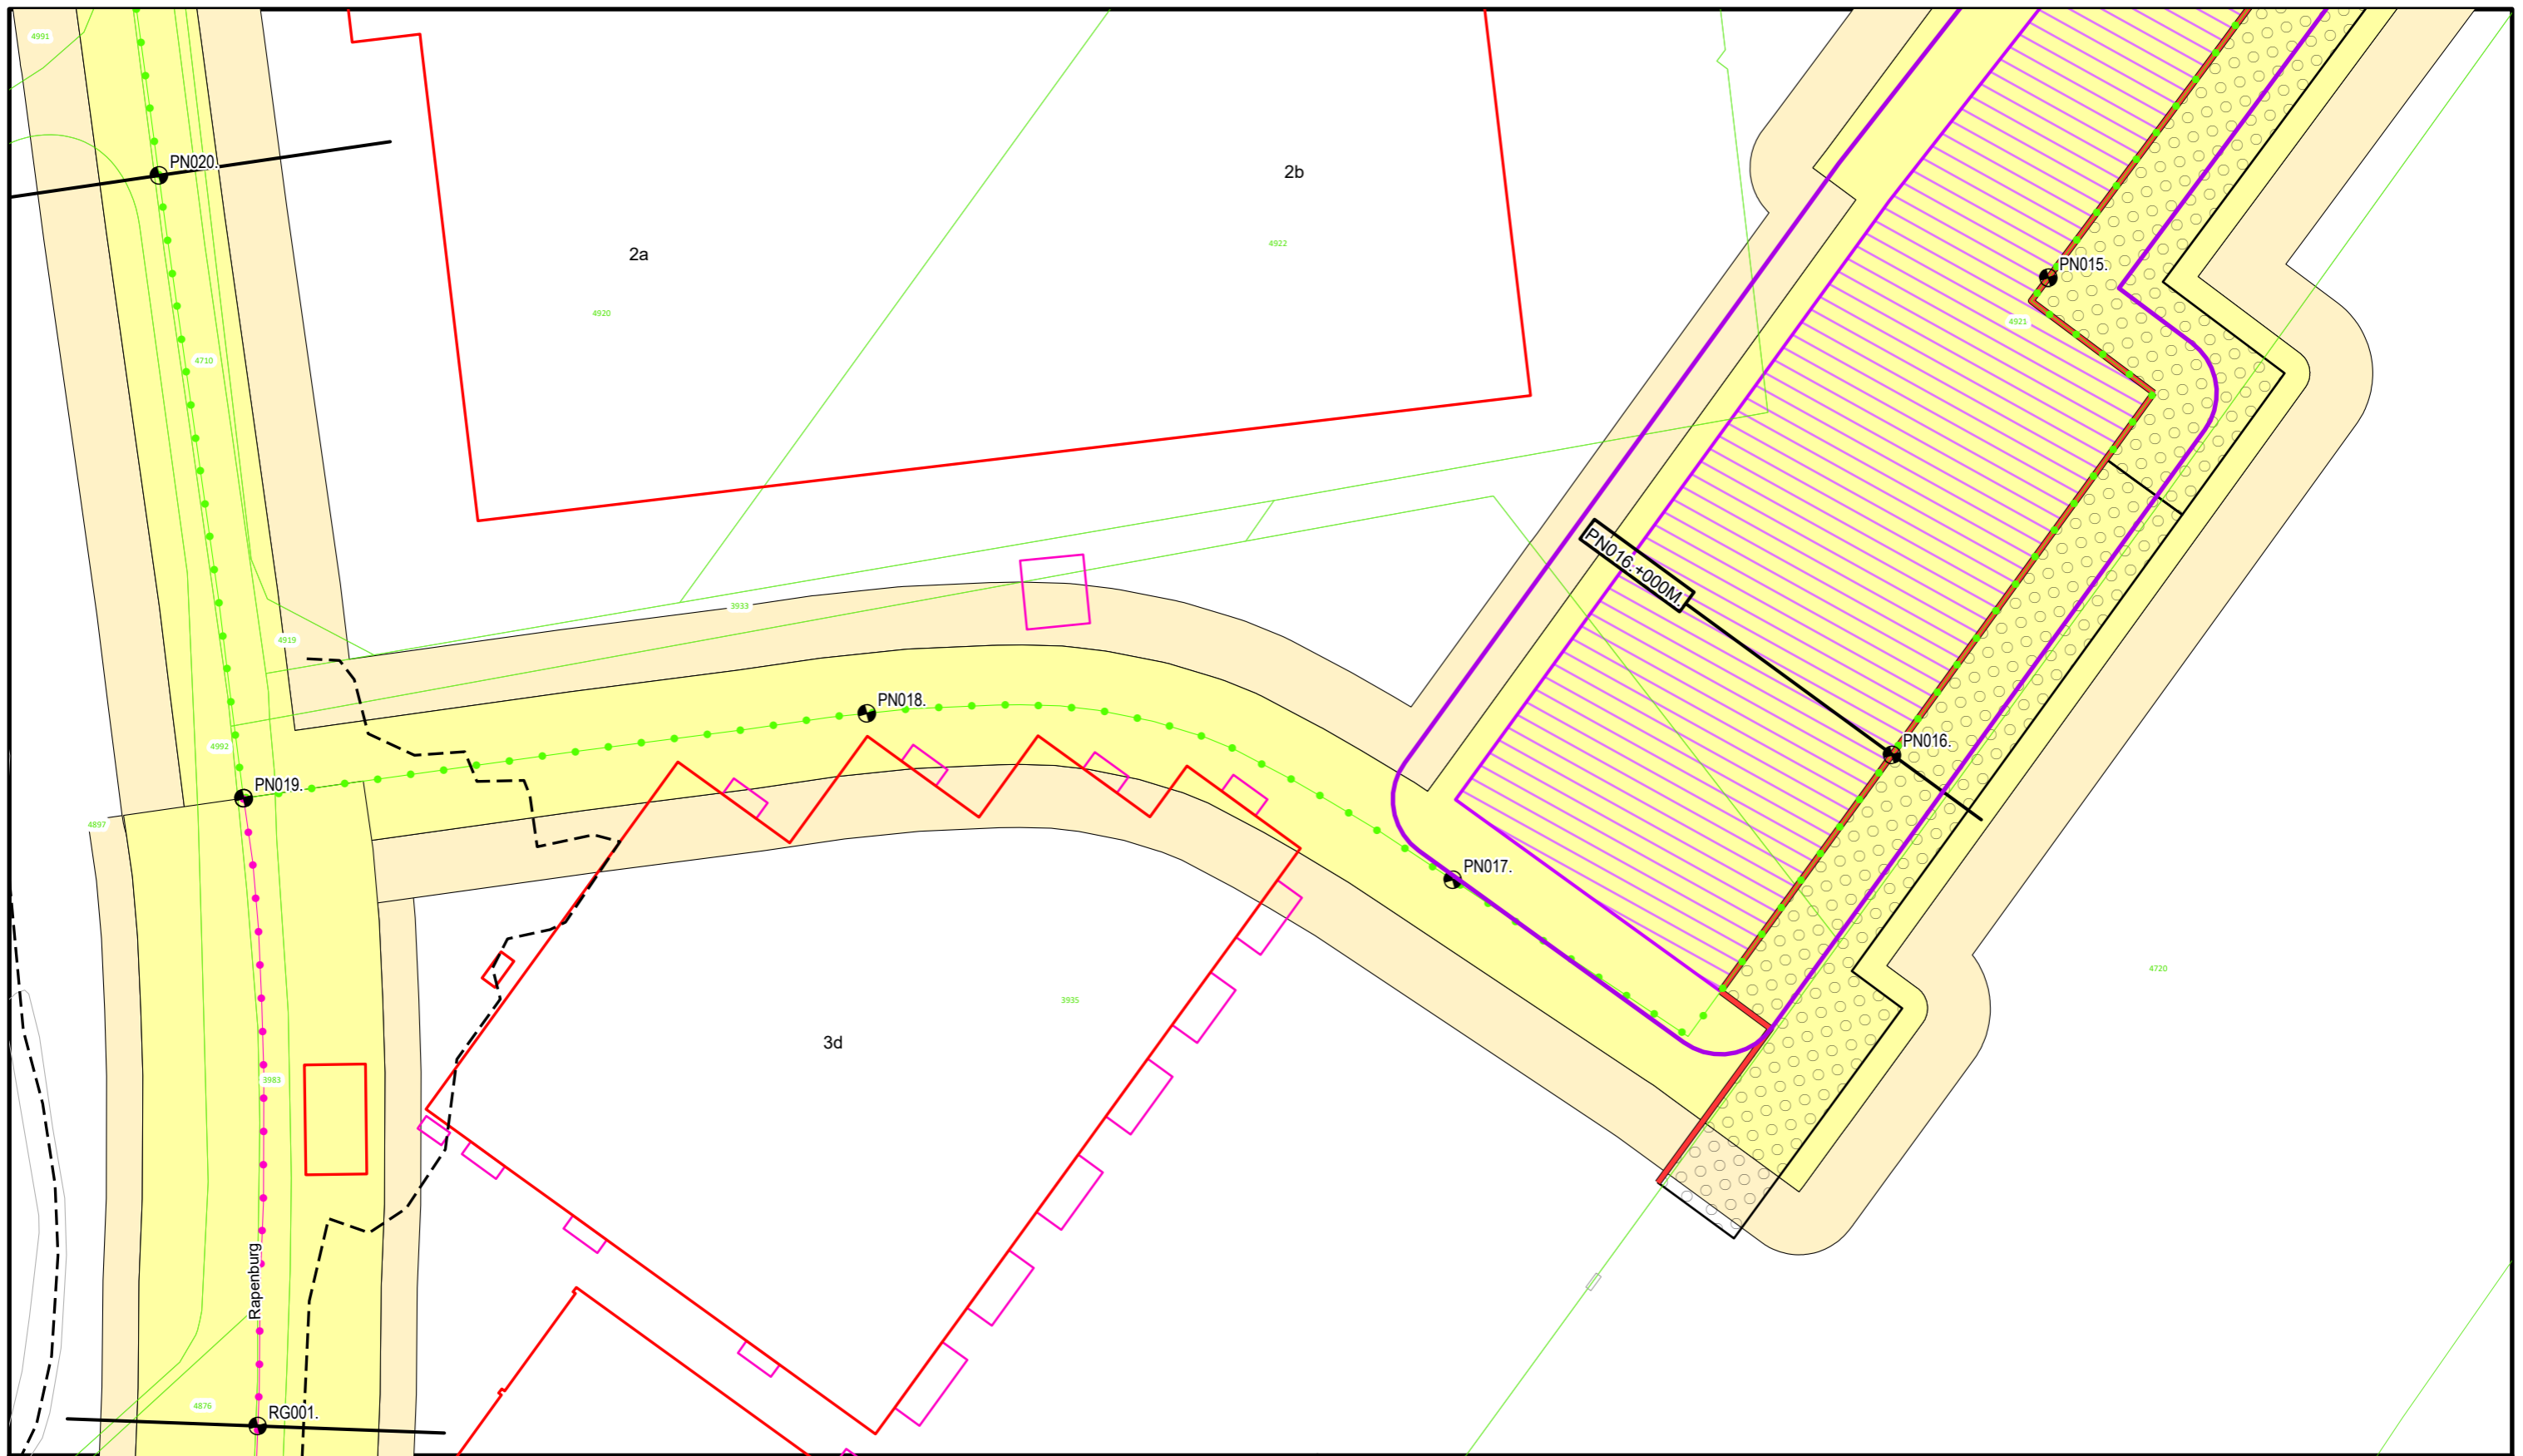 4991
PN020.
2b
2a
4922
PN015.
4920
4921
4710
PN016.+000M.
3933
4919
PN018.
4992
PN016.
PN019.
4897
PN017.
4720
3935
3d
3983
Rapenburg
4876
RG001.